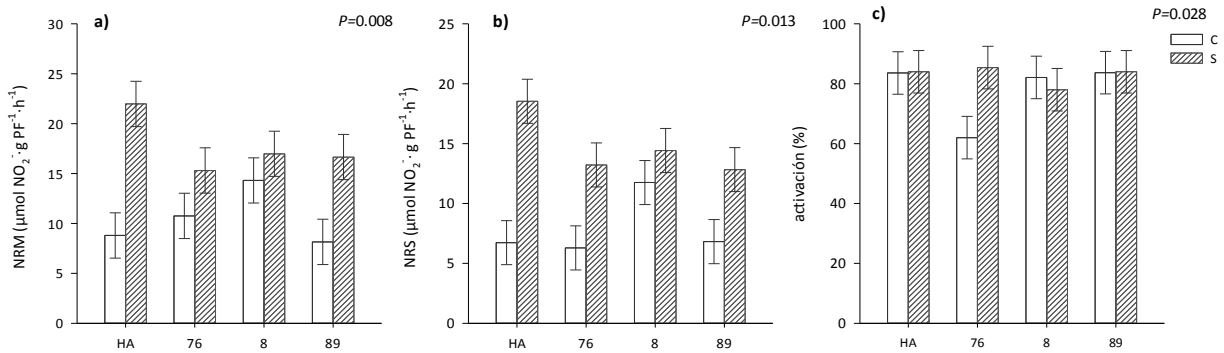 a)
P=0.008
NRM (µmol NO₂⁻· g PF⁻¹·h⁻¹)
30
25
20
15
10
5
0
HA 76 8 89
b)
P=0.013
NRS (µmol NO₂⁻· g PF⁻¹·h⁻¹)
25
20
15
10
5
0
HA 76 8 89
c)
P=0.028
activación (%)
100
80
60
40
20
0
HA 76 8 89
C
S